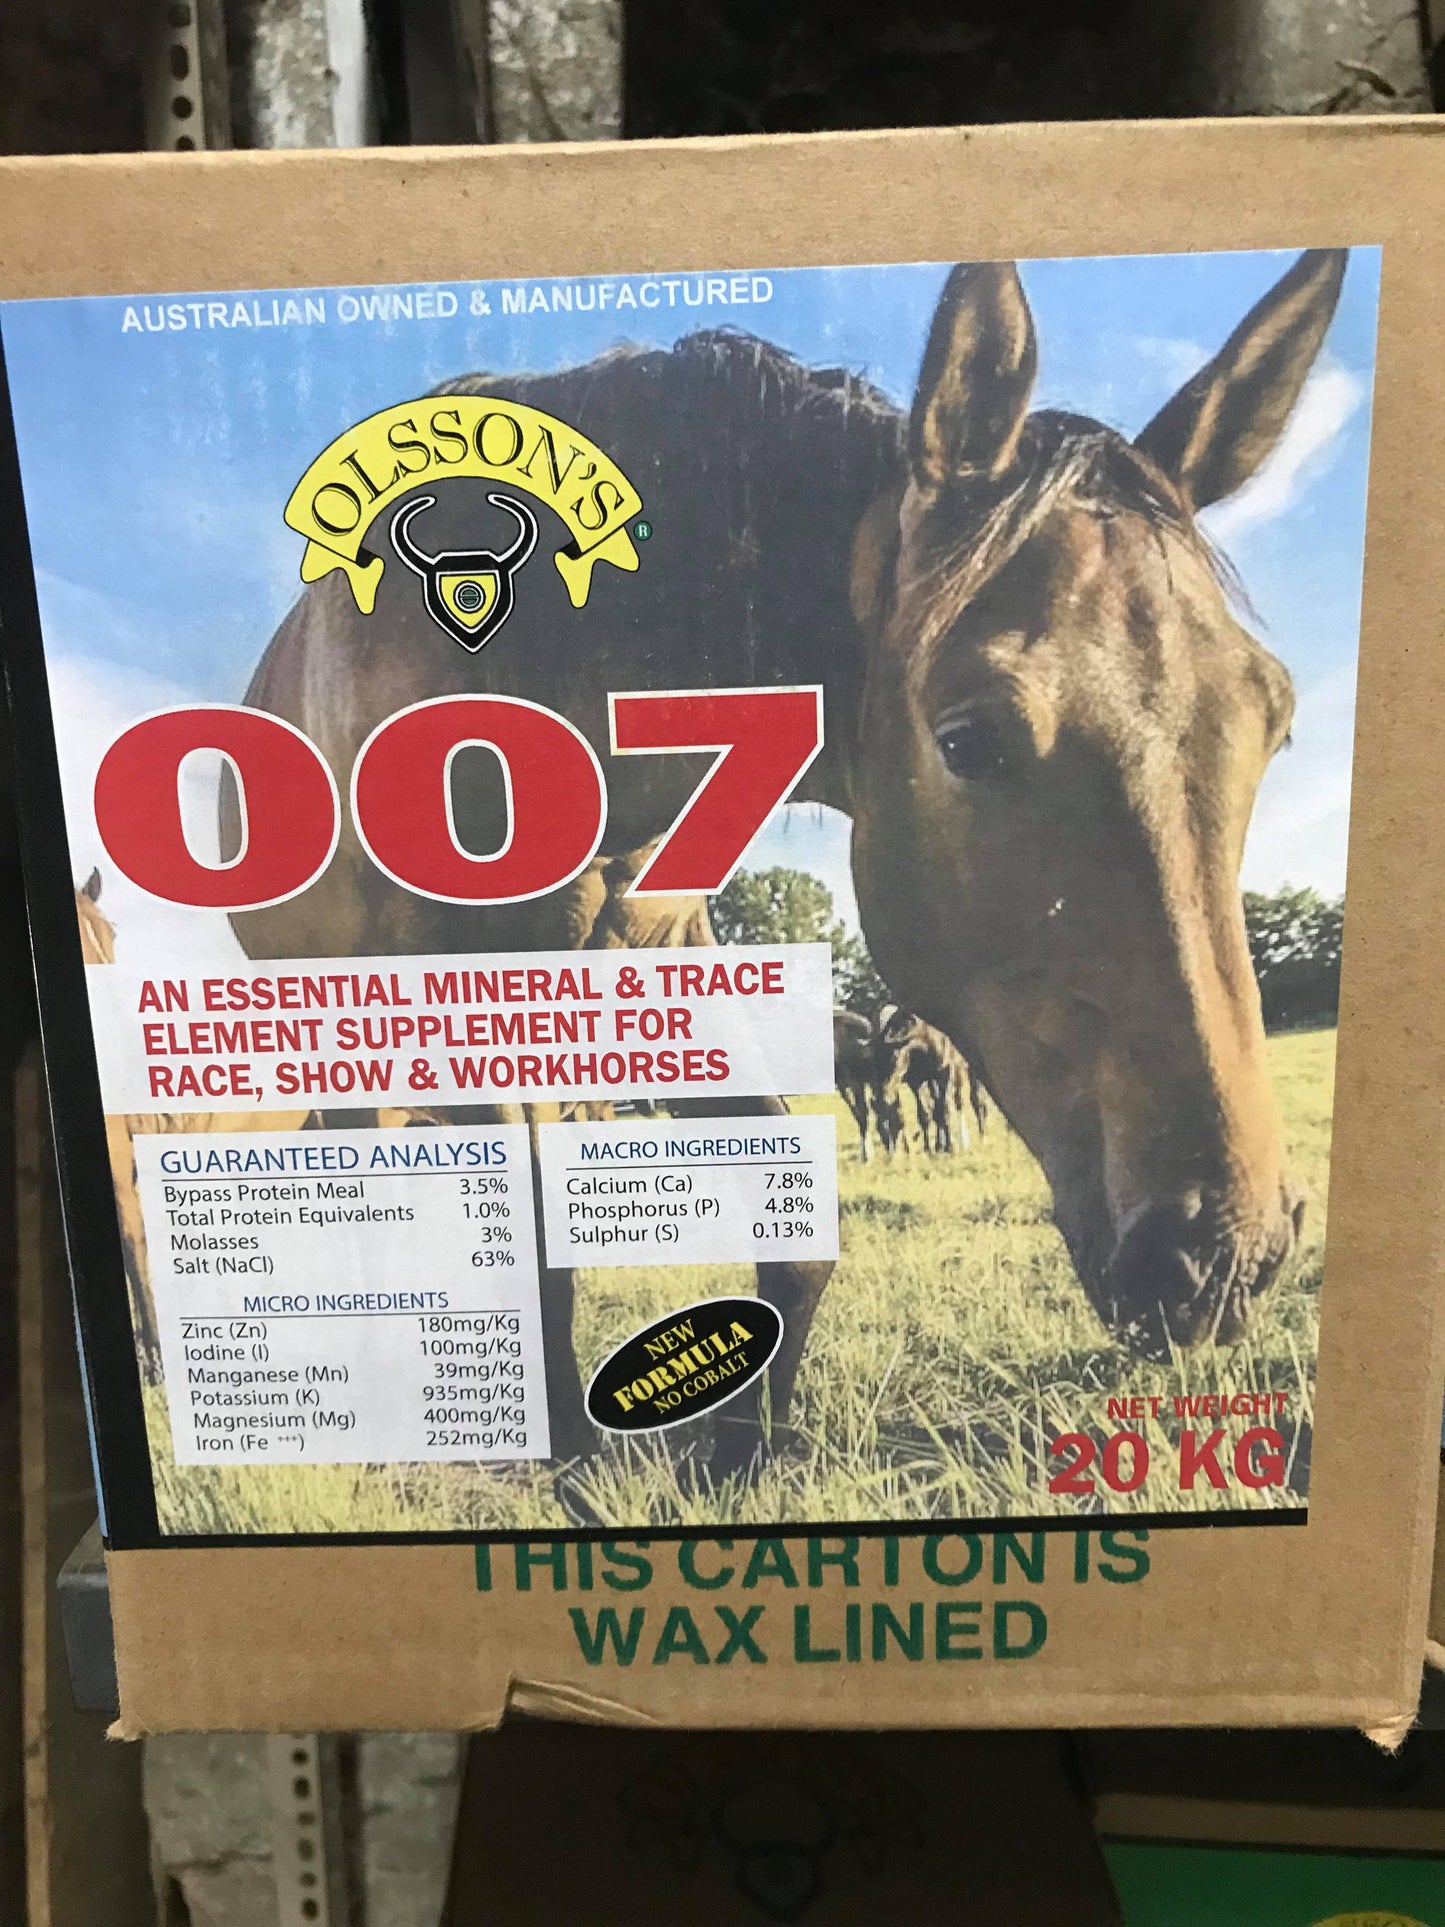 AUSTRALIAN OWNED & MANUFACTURED
OLSSON'S
®
007
AN ESSENTIAL MINERAL & TRACE
ELEMENT SUPPLEMENT FOR
RACE, SHOW & WORKHORSES
GUARANTEED ANALYSIS
Bypass Protein Meal 3.5%
Total Protein Equivalents 1.0%
Molasses 3%
Salt (NaCl) 63%
MICRO INGREDIENTS
Zinc (Zn) 180mg/Kg
Iodine (I) 100mg/Kg
Manganese (Mn) 39mg/Kg
Potassium (K) 935mg/Kg
Magnesium (Mg) 400mg/Kg
Iron (Fe +++) 252mg/Kg
MACRO INGREDIENTS
Calcium (Ca) 7.8%
Phosphorus (P) 4.8%
Sulphur (S) 0.13%
NEW
FORMULA
NO COBALT
NET WEIGHT
20 KG
THIS CARTON IS
WAX LINED